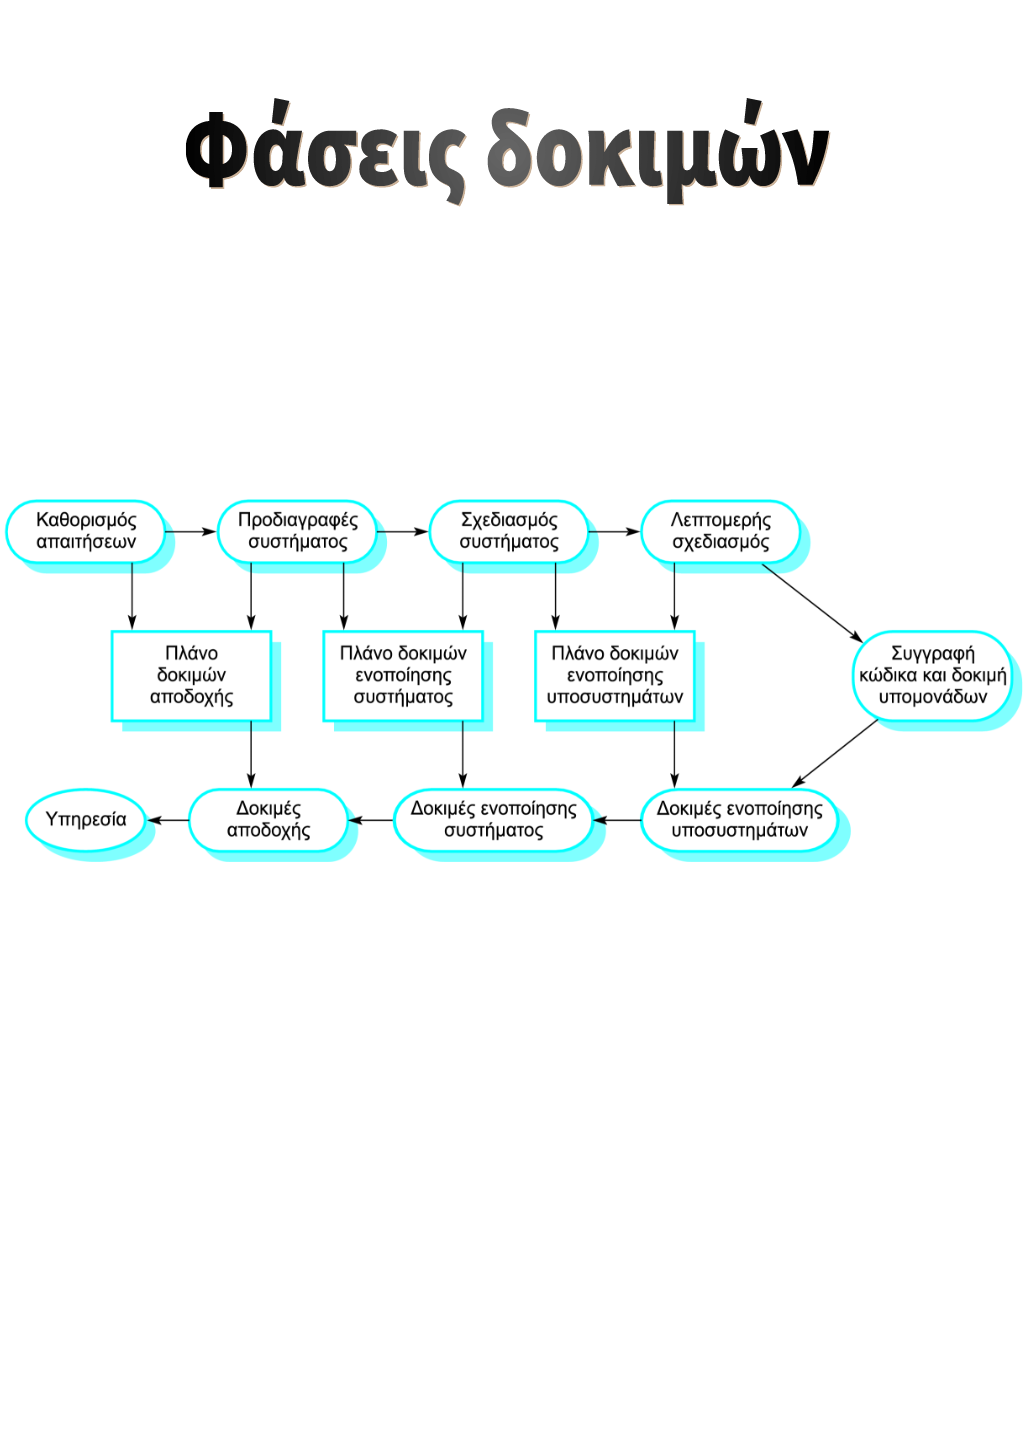 Φάσεις δοκιμών
Καθορισμός
απαιτήσεων
Προδιαγραφές
συστήματος
Σχεδιασμός
συστήματος
Λεπτομερής
σχεδιασμός
Πλάνο
δοκιμών
αποδοχής
Πλάνο δοκιμών
ενοποίησης
συστήματος
Πλάνο δοκιμών
ενοποίησης
υποσυστημάτων
Συγγραφή
κώδικα και δοκιμή
υπομονάδων
Υπηρεσία
Δοκιμές
αποδοχής
Δοκιμές ενοποίησης
συστήματος
Δοκιμές ενοποίησης
υποσυστημάτων